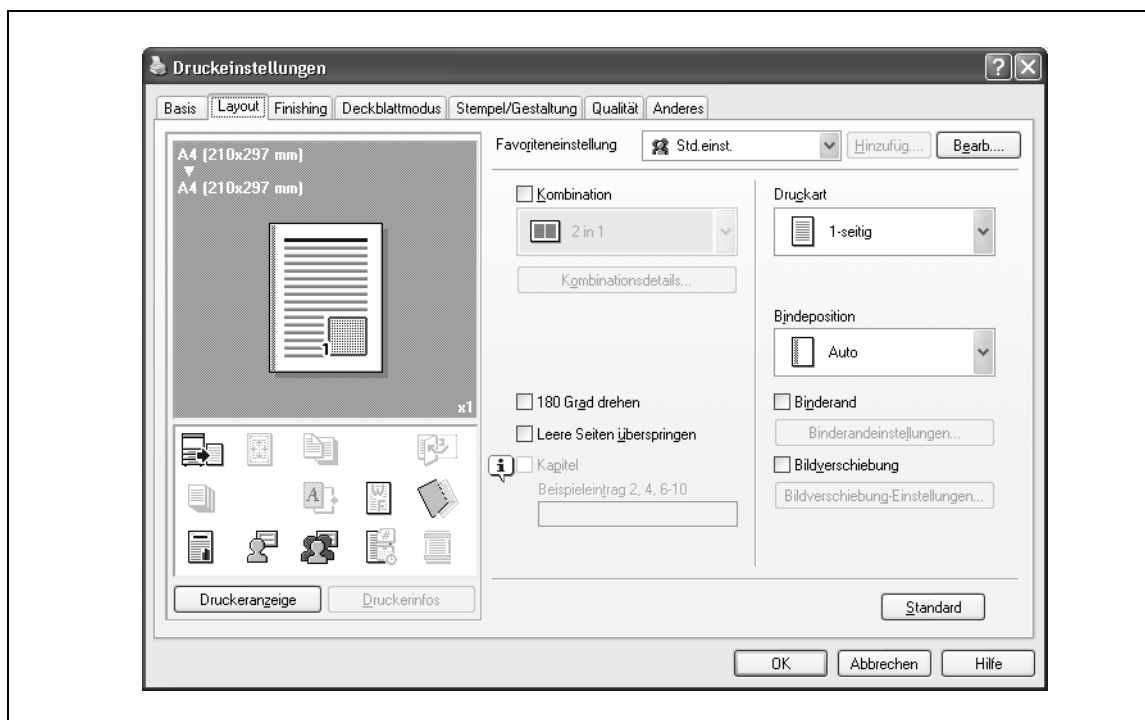 Druckeinstellungen
Basis Layout Finishing Deckblattmodus Stempel/Gestaltung Qualität Anderes
A4 (210x297 mm)
A4 (210x297 mm)
1
x1
Druckeranzeige Druckerinfos
Favoriteneinstellung Std.einst. Hinzufüg.... Bearb....
Kombination
2 in 1
Kombinationsdetails...
180 Grad drehen
Leere Seiten überspringen
Kapitel
Beispieleintrag 2, 4, 6-10
Druckart
1-seitig
Bindeposition
Auto
Binderand
Binderandeinstellungen...
Bildverschiebung
Bildverschiebung-Einstellungen...
Standard
OK Abbrechen Hilfe